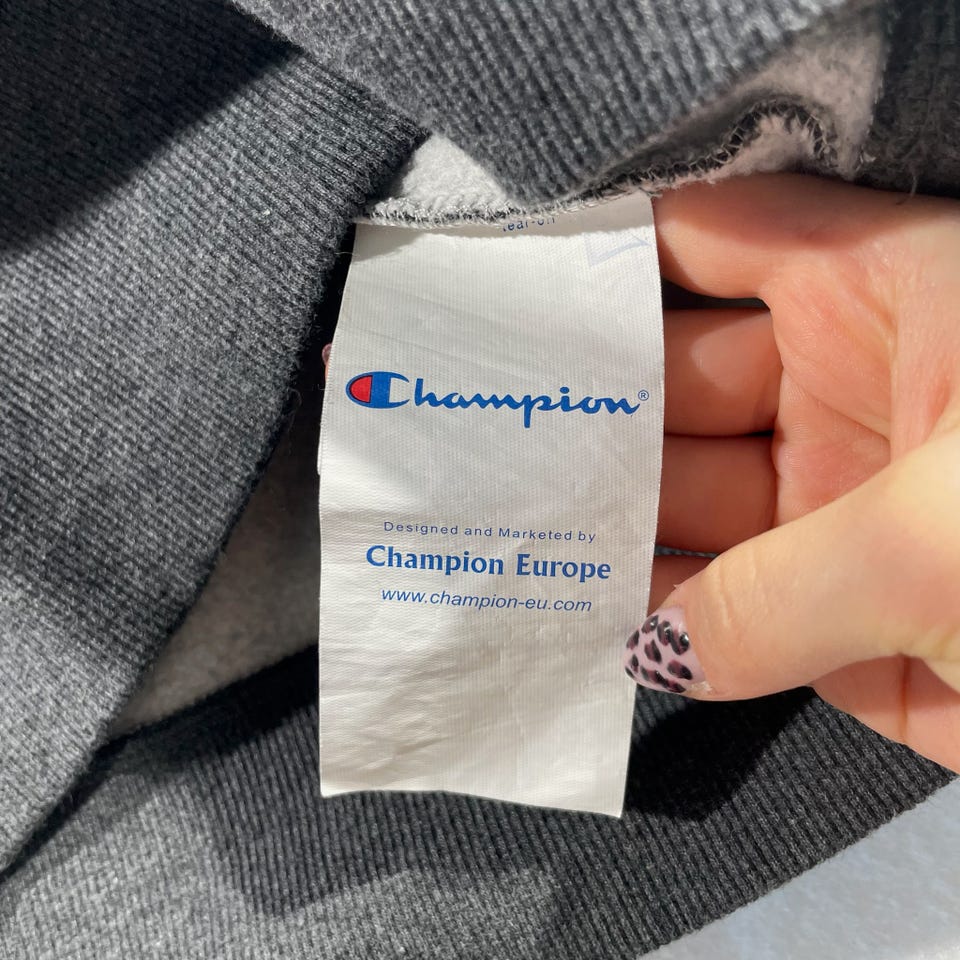 Champion®
Designed and Marketed by
Champion Europe
www.champion-eu.com